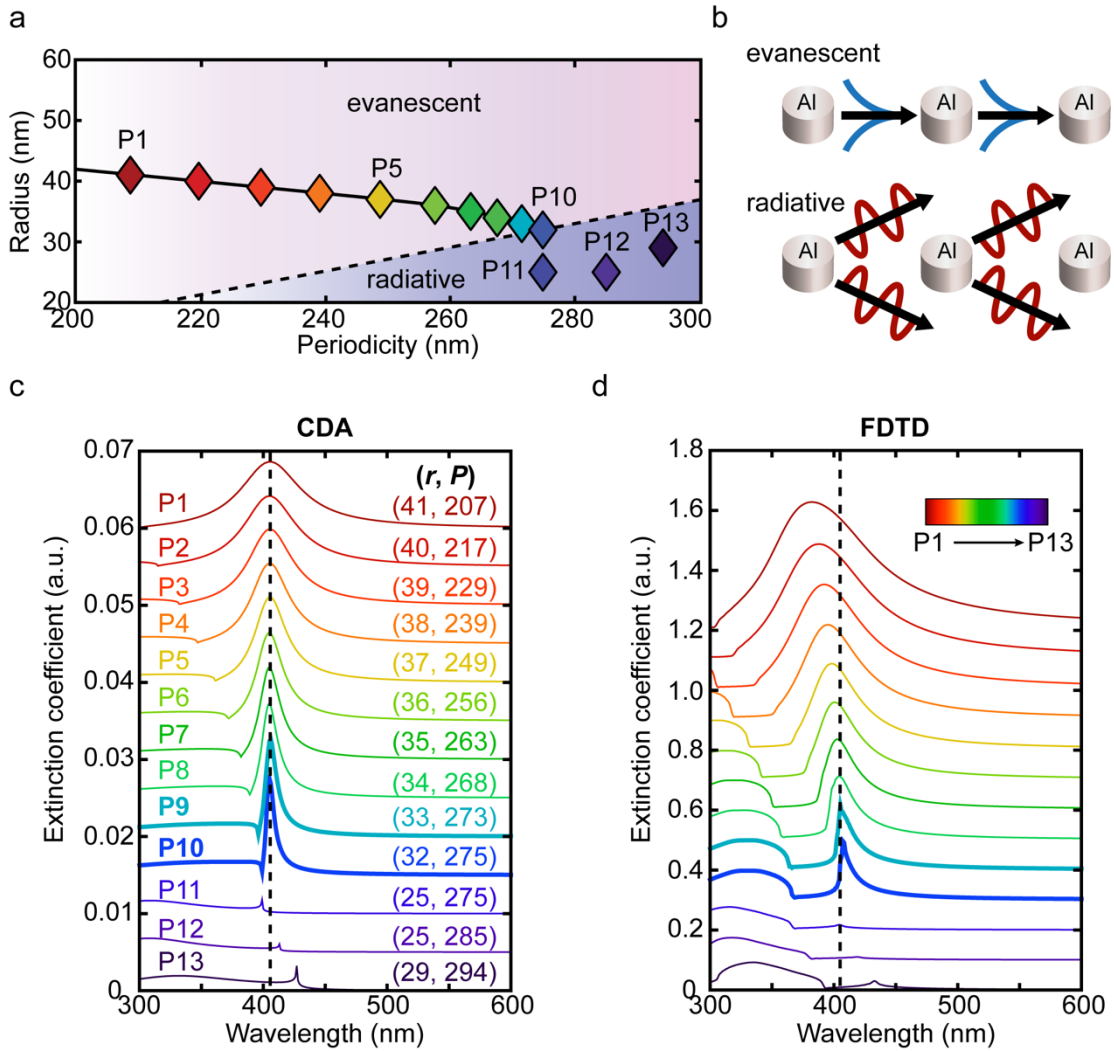 a
60
50
40
30
20
Radius (nm)
evanescent
P1
P5
P10
P13
P12
P11
radiative
200
220
240
260
280
300
Periodicity (nm)
b
evanescent
Al
Al
Al
radiative
Al
Al
Al
c
CDA
0.07
0.06
0.05
0.04
0.03
0.02
0.01
0
Extinction coefficient (a.u.)
(r, P)
P1 (41, 207)
P2 (40, 217)
P3 (39, 229)
P4 (38, 239)
P5 (37, 249)
P6 (36, 256)
P7 (35, 263)
P8 (34, 268)
P9 (33, 273)
P10 (32, 275)
P11 (25, 275)
P12 (25, 285)
P13 (29, 294)
300
400
500
600
Wavelength (nm)
d
FDTD
1.8
1.6
1.4
1.2
1.0
0.8
0.6
0.4
0.2
0
Extinction coefficient (a.u.)
P1
P13
300
400
500
600
Wavelength (nm)